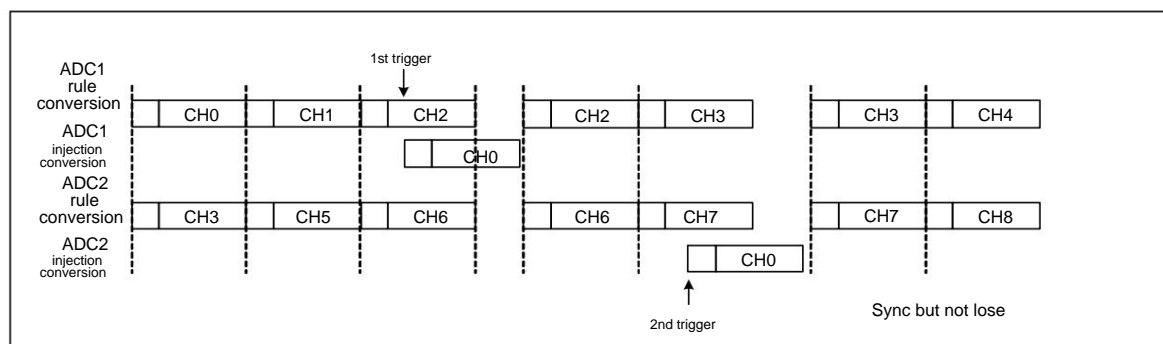 1st trigger
ADC1
rule
conversion
CH0 CH1 CH2 CH2 CH3 CH3 CH4
ADC1
injection
conversion
CH0
ADC2
rule
conversion
CH3 CH5 CH6 CH6 CH7 CH7 CH8
ADC2
injection
conversion
CH0
2nd trigger
Sync but not lose